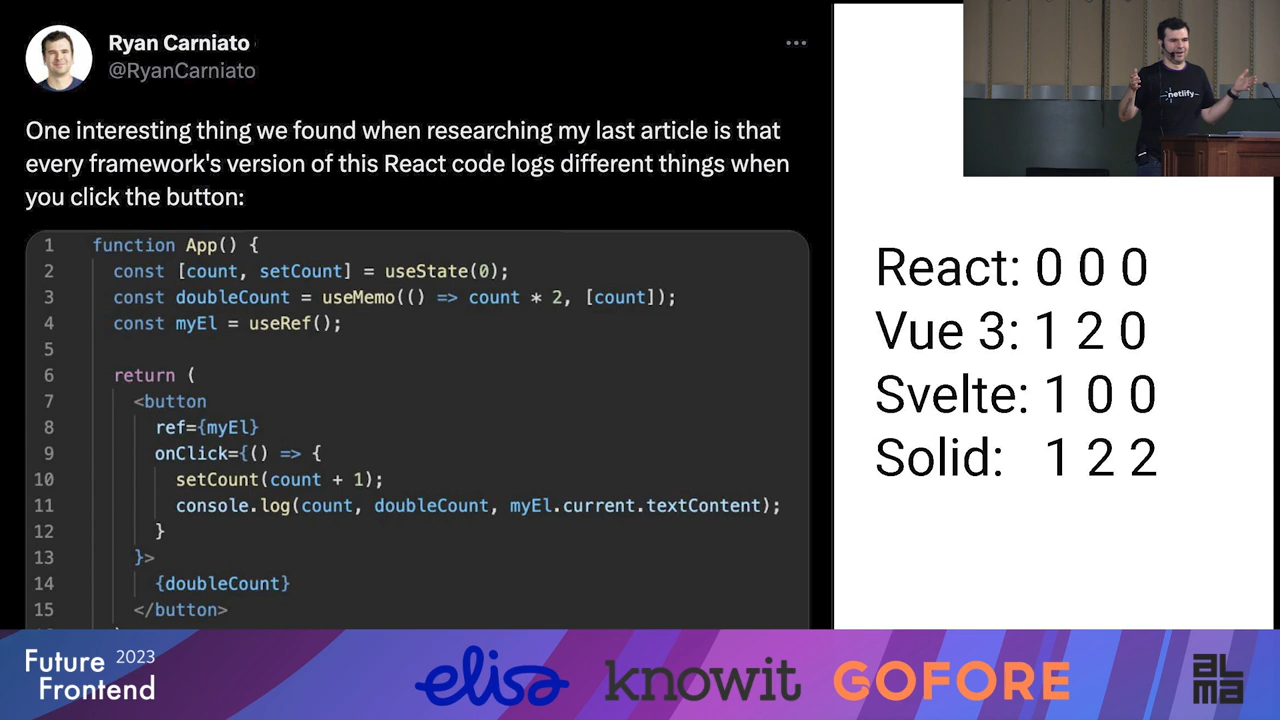 Ryan Carniato
@RyanCarniato
One interesting thing we found when researching my last article is that
every framework's version of this React code logs different things when
you click the button:
1 function App() {
2 const [count, setCount] = useState(0);
3 const doubleCount = useMemo(() => count * 2, [count]);
4 const myEl = useRef();
5
6 return (
7 <button
8 ref={myEl}
9 onClick={() => {
10 setCount(count + 1);
11 console.log(count, doubleCount, myEl.current.textContent);
12 }
13 }>
14 {doubleCount}
15 </button>
netlify
React: 0 0 0
Vue 3: 1 2 0
Svelte: 1 0 0
Solid: 1 2 2
Future 2023
Frontend
elisa
knowit
GOFORE
ALMA